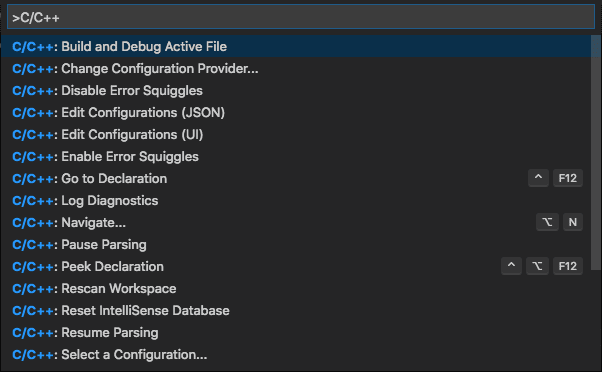 >C/C++
C/C++: Build and Debug Active File
C/C++: Change Configuration Provider...
C/C++: Disable Error Squiggles
C/C++: Edit Configurations (JSON)
C/C++: Edit Configurations (UI)
C/C++: Enable Error Squiggles
C/C++: Go to Declaration ^ F12
C/C++: Log Diagnostics
C/C++: Navigate... ⌥ N
C/C++: Pause Parsing
C/C++: Peek Declaration ^ ⌥ F12
C/C++: Rescan Workspace
C/C++: Reset IntelliSense Database
C/C++: Resume Parsing
C/C++: Select a Configuration...